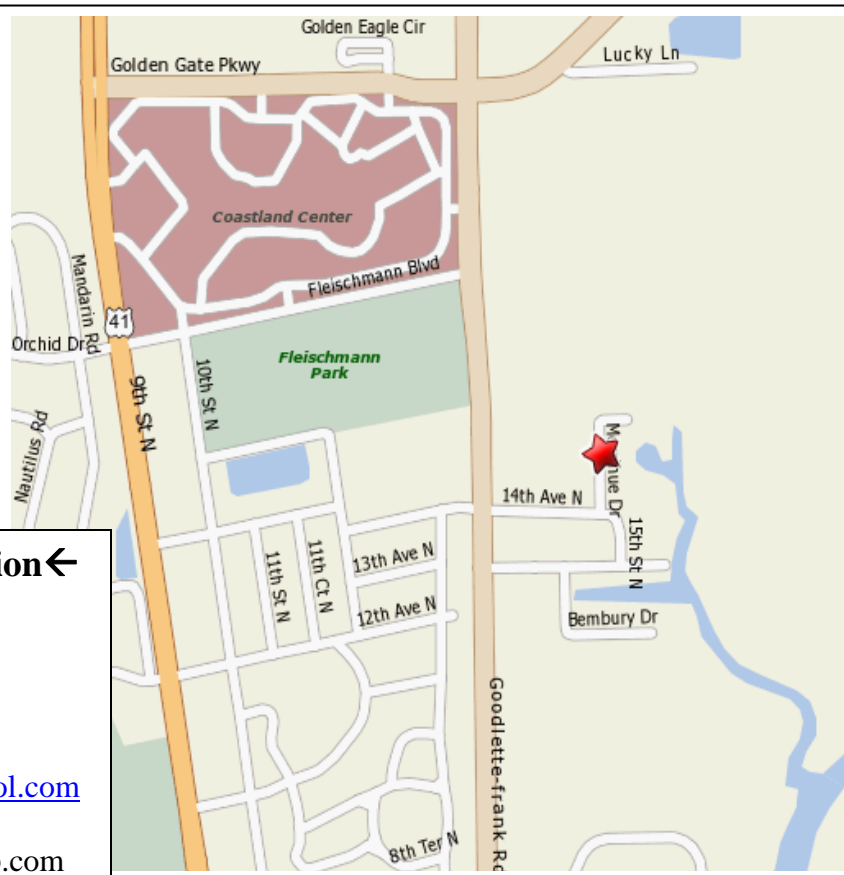 Golden Eagle Cir
Golden Gate Pkwy
Lucky Ln
Coastland Center
Mandarin Rd
Fleischmann Blvd
41
Orchid Dr
9th St N
10th St N
Fleischmann
Park
Nautilus Rd
14th Ave N
15th St N
11th St N
11th Ct N
13th Ave N
12th Ave N
Bembury Dr
Goodlette-frank Rd
8th Ter N
ion←
ol.com
.com